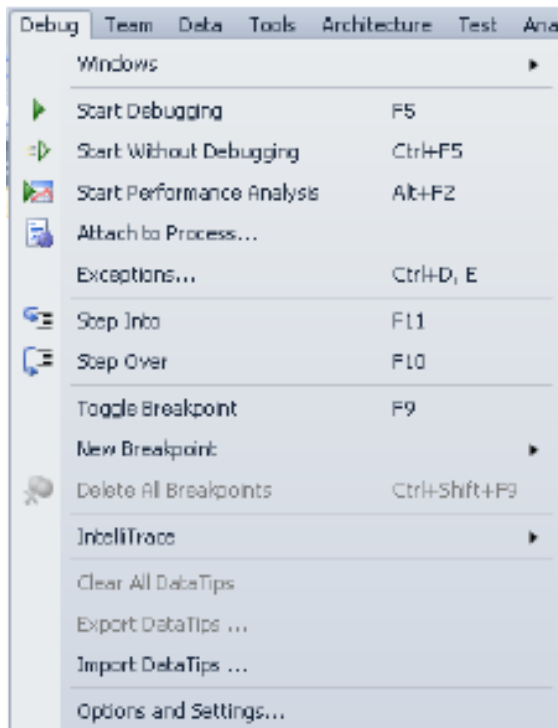 Debug Team Data Tools Architecture Test Ana
Windows
Start Debugging F5
Start Without Debugging Ctrl+F5
Start Performance Analysis Alt+F2
Attach to Process...
Exceptions... Ctrl+D, E
Step Into F11
Step Over F10
Toggle Breakpoint F9
New Breakpoint
Delete All Breakpoints Ctrl+Shift+F9
IntelliTrace
Clear All DataTips
Export DataTips ...
Import DataTips ...
Options and Settings...